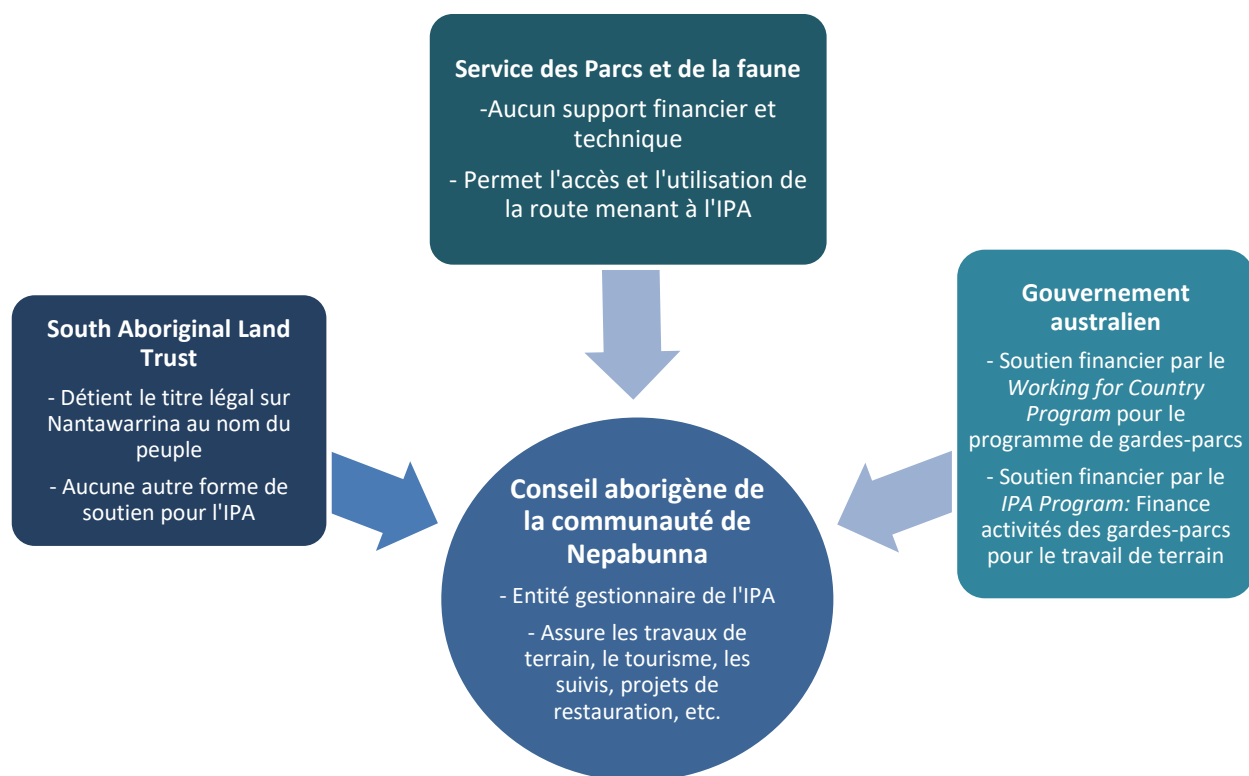 Service des Parcs et de la faune
-Aucun support financier et
technique
- Permet l'accès et l'utilisation de
la route menant à l'IPA
South Aboriginal Land
Trust
- Détient le titre légal sur
Nantawarrina au nom du
peuple
- Aucune autre forme de
soutien pour l'IPA
Gouvernement
australien
- Soutien financier par le
Working for Country
Program pour le
programme de gardes-parcs
- Soutien financier par le
IPA Program: Finance
activités des gardes-parcs
pour le travail de terrain
Conseil aborigène de
la communauté de
Nepabunna
- Entité gestionnaire de l'IPA
- Assure les travaux de
terrain, le tourisme, les
suivis, projets de
restauration, etc.